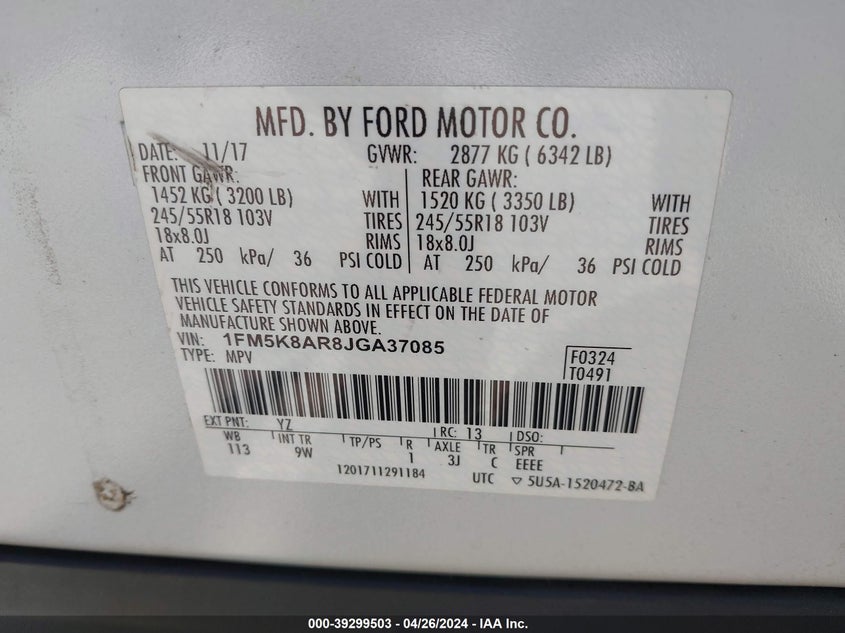 MFD. BY FORD MOTOR CO.
DATE: 11/17 GVWR: 2877 KG ( 6342 LB)
FRONT GAWR: REAR GAWR:
1452 KG ( 3200 LB) WITH 1520 KG ( 3350 LB) WITH
245/55R18 103V TIRES 245/55R18 103V TIRES
18x8.0J RIMS 18x8.0J RIMS
AT 250 kPa/ 36 PSI COLD AT 250 kPa/ 36 PSI COLD
THIS VEHICLE CONFORMS TO ALL APPLICABLE FEDERAL MOTOR
VEHICLE SAFETY STANDARDS IN EFFECT ON THE DATE OF
MANUFACTURE SHOWN ABOVE.
VIN: 1FM5K8AR8JGA37085
TYPE: MPV
F0324
T0491
EXT PNT: YZ RC: 13 DSO:
WB INT TR TP/PS R AXLE TR SPR
113 9W 1 3J C EEEE
1201711291184 UTC ▽ 5U5A-1520472-BA
000-39299503 - 04/26/2024 - IAA Inc.